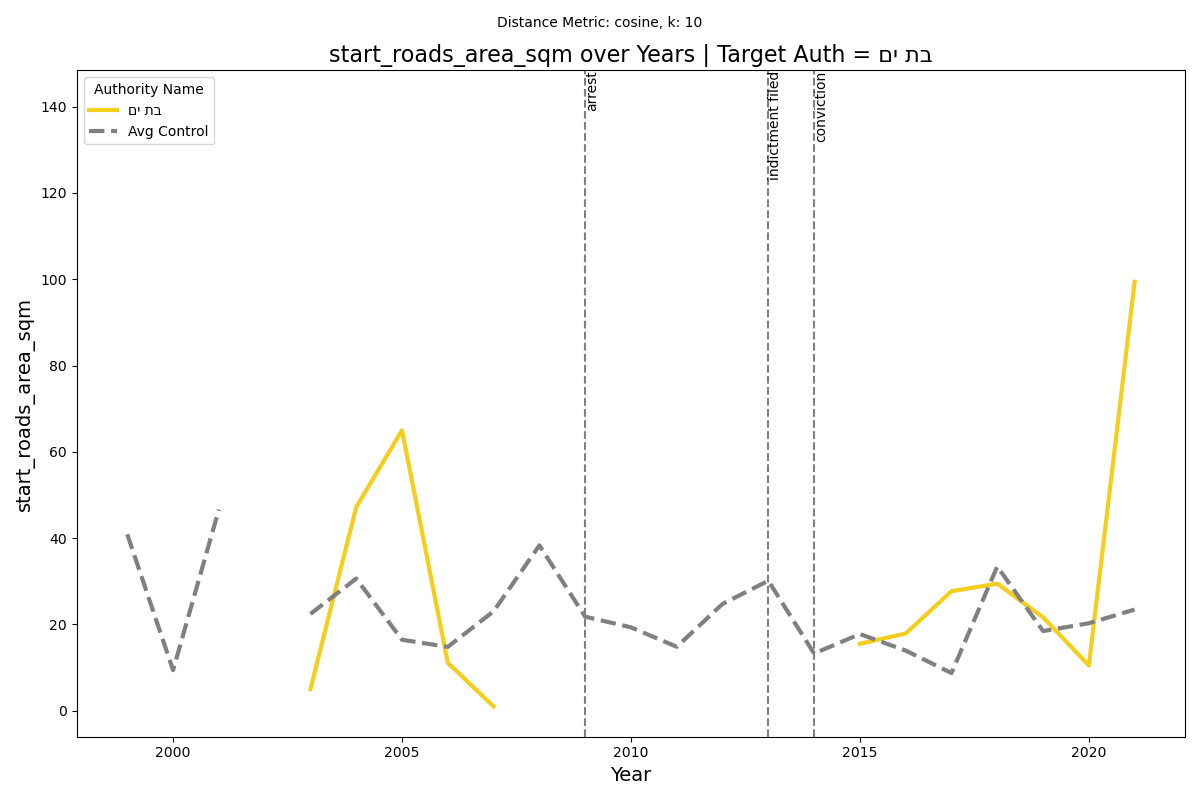 Distance Metric: cosine, k: 10
start_roads_area_sqm over Years | Target Auth = בת ים
Authority Name
בת ים
Avg Control
arrest
indictment filed
conviction
140
120
100
80
60
40
20
0
start_roads_area_sqm
2000 2005 2010 2015 2020
Year